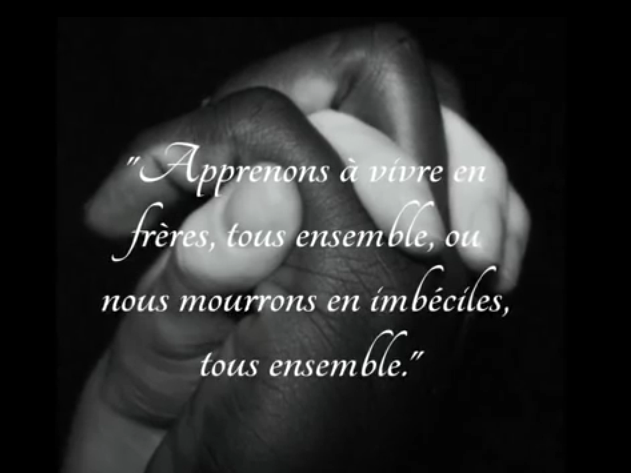 "Apprenons à vivre en
frères, tous ensemble, ou
nous mourrons en imbéciles,
tous ensemble."